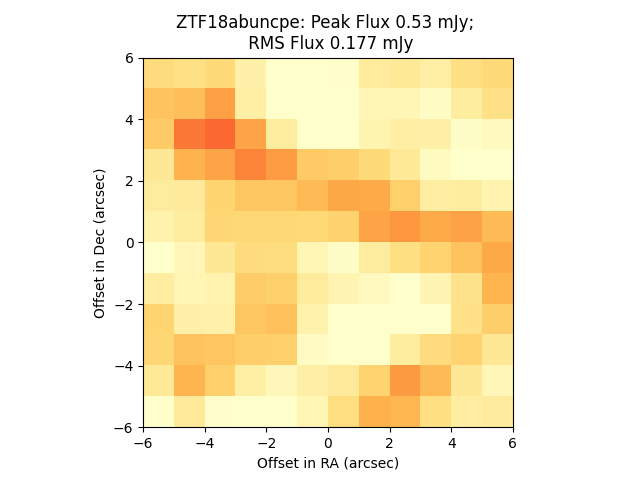 ZTF18abuncpe: Peak Flux 0.53 mJy;
RMS Flux 0.177 mJy
6
4
2
0
−2
−4
−6
Offset in Dec (arcsec)
−6 −4 −2 0 2 4 6
Offset in RA (arcsec)